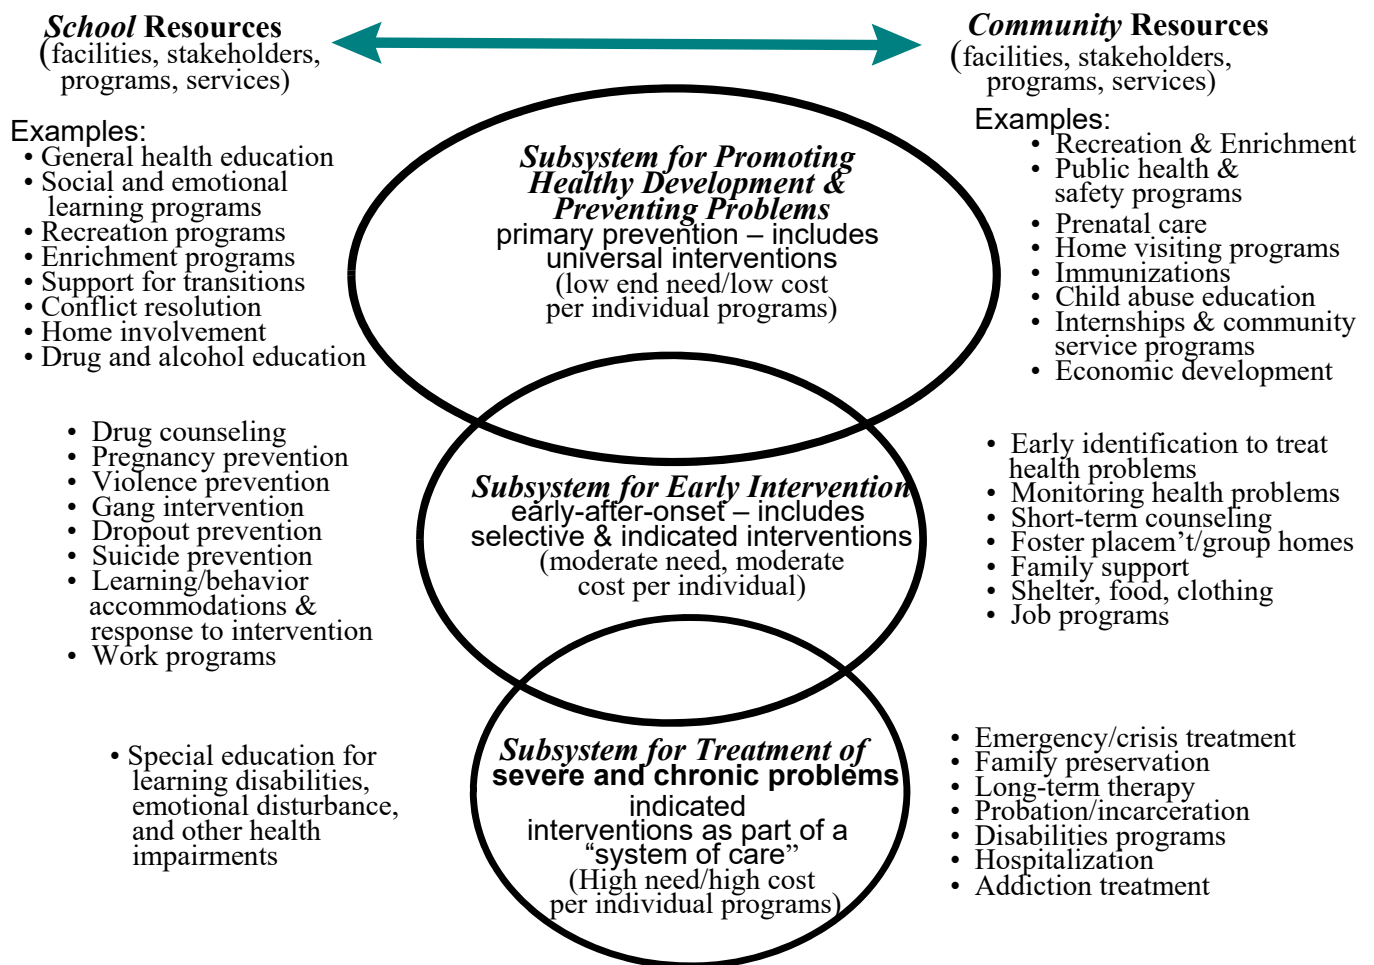 School Resources
(facilities, stakeholders,
programs, services)
Examples:
• General health education
• Social and emotional
learning programs
• Recreation programs
• Enrichment programs
• Support for transitions
• Conflict resolution
• Home involvement
• Drug and alcohol education
• Drug counseling
• Pregnancy prevention
• Violence prevention
• Gang intervention
• Dropout prevention
• Suicide prevention
• Learning/behavior
accommodations &
response to intervention
• Work programs
• Special education for
learning disabilities,
emotional disturbance,
and other health
impairments
Subsystem for Promoting
Healthy Development &
Preventing Problems
primary prevention – includes
universal interventions
(low end need/low cost
per individual programs)
Subsystem for Early Intervention
early-after-onset – includes
selective & indicated interventions
(moderate need, moderate
cost per individual)
Subsystem for Treatment of
severe and chronic problems
indicated
interventions as part of a
“system of care”
(High need/high cost
per individual programs)
Community Resources
(facilities, stakeholders,
programs, services)
Examples:
• Recreation & Enrichment
• Public health &
safety programs
• Prenatal care
• Home visiting programs
• Immunizations
• Child abuse education
• Internships & community
service programs
• Economic development
• Early identification to treat
health problems
• Monitoring health problems
• Short-term counseling
• Foster placem’t/group homes
• Family support
• Shelter, food, clothing
• Job programs
• Emergency/crisis treatment
• Family preservation
• Long-term therapy
• Probation/incarceration
• Disabilities programs
• Hospitalization
• Addiction treatment